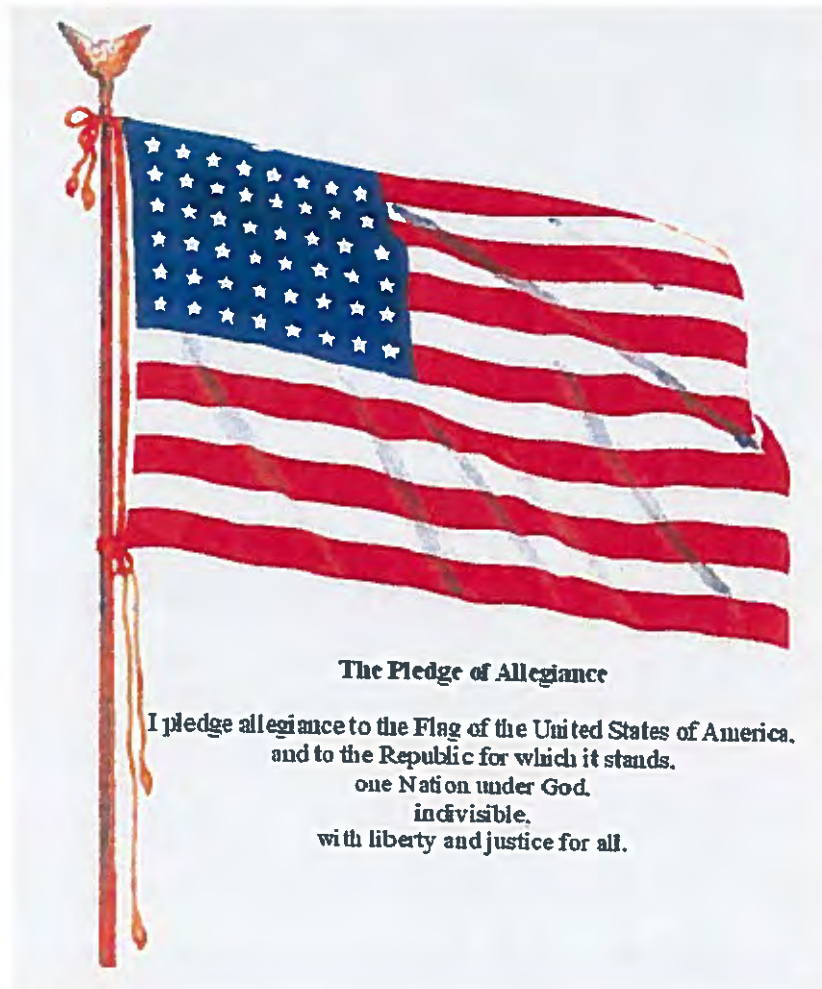 The Pledge of Allegiance
I pledge allegiance to the Flag of the United States of America,
and to the Republic for which it stands,
one Nation under God,
indivisible,
with liberty and justice for all.